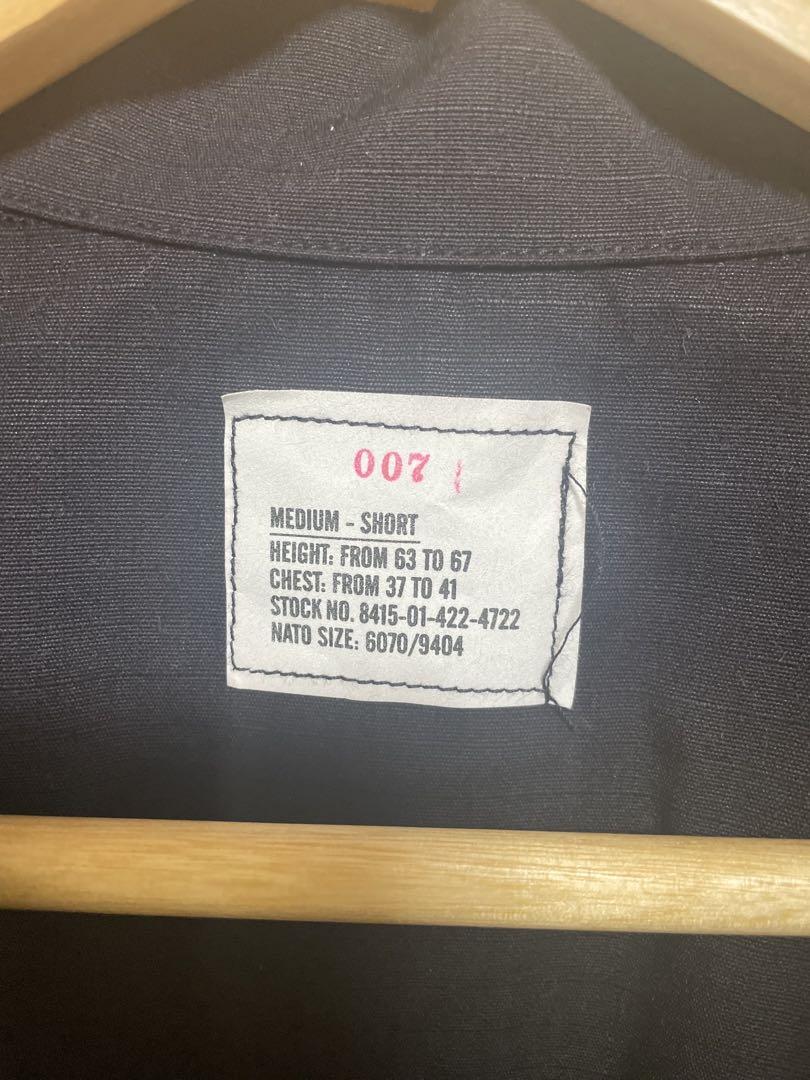 007
MEDIUM - SHORT
HEIGHT: FROM 63 TO 67
CHEST: FROM 37 TO 41
STOCK NO. 8415-01-422-4722
NATO SIZE: 6070/9404